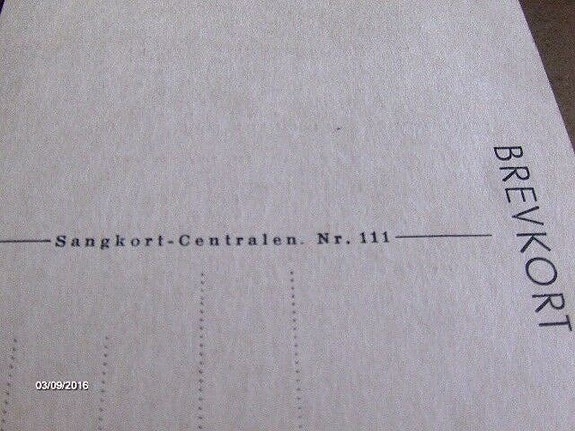 BREVKORT
Sangkort-Centralen. Nr. 111
03/09/2016